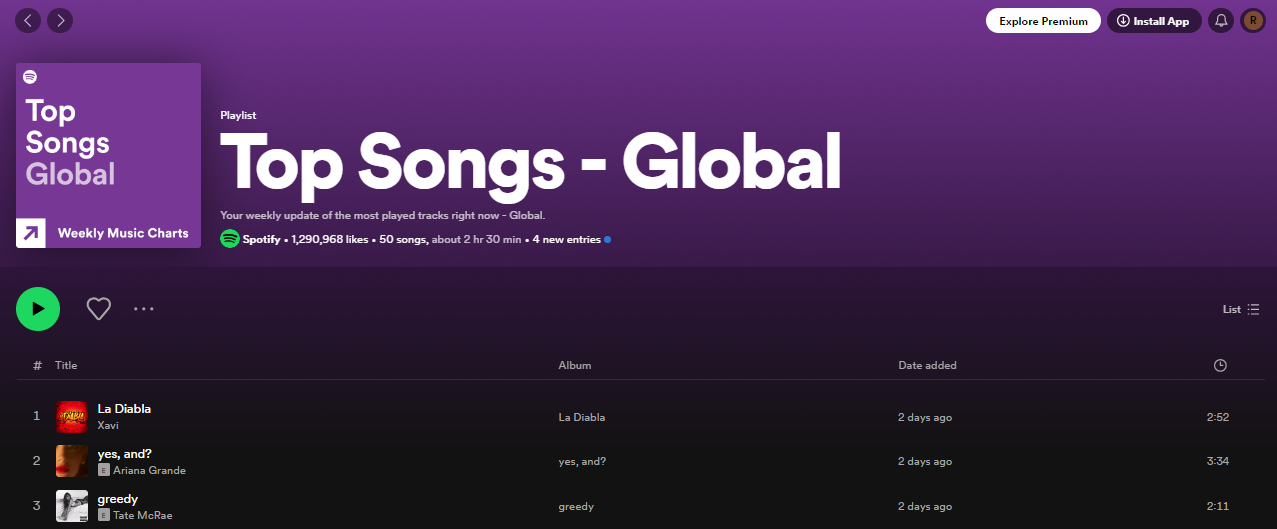 Explore Premium
Install App
R
Top
Songs
Global
Weekly Music Charts
Playlist
Top Songs - Global
Your weekly update of the most played tracks right now - Global.
Spotify • 1,290,968 likes • 50 songs, about 2 hr 30 min • 4 new entries
List
# Title Album Date added
1 La Diabla La Diabla 2 days ago 2:52
Xavi
2 yes, and? yes, and? 2 days ago 3:34
E Ariana Grande
3 greedy greedy 2 days ago 2:11
E Tate McRae